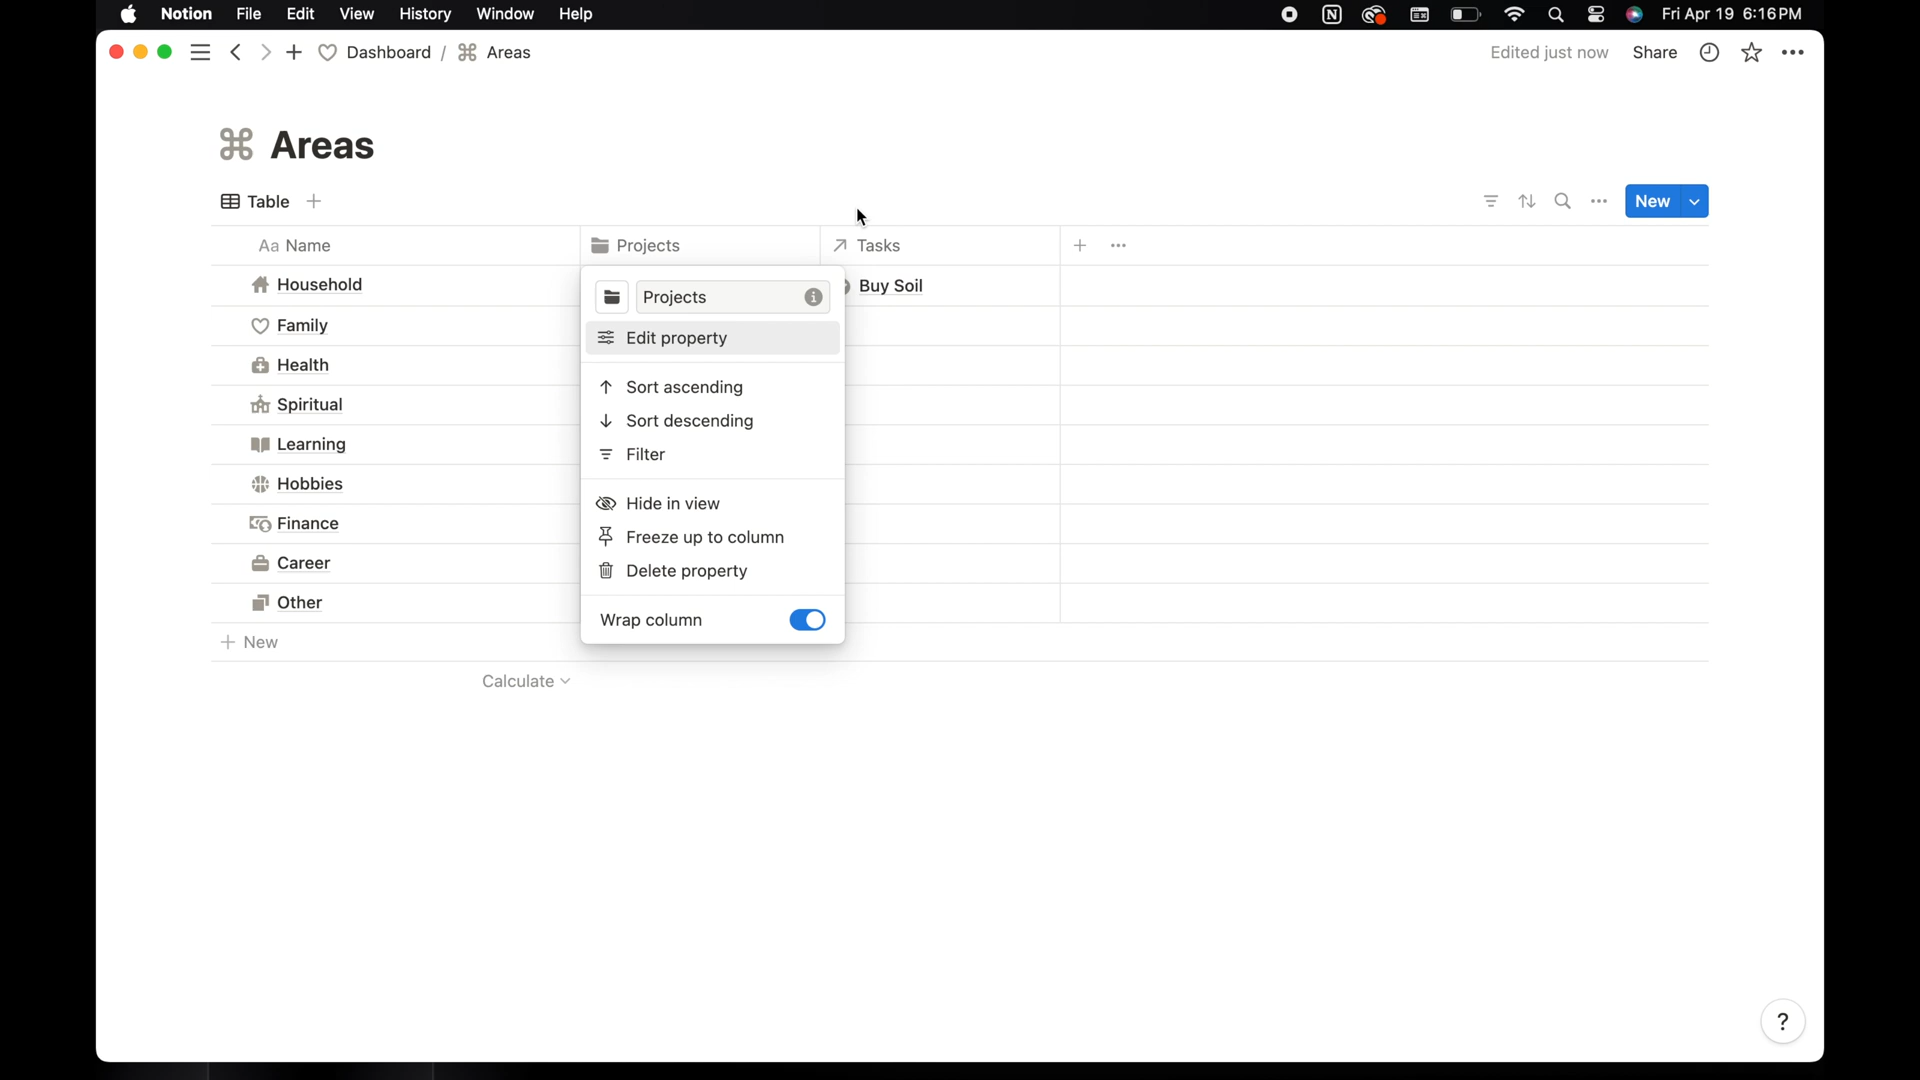 Notion File Edit View History Window Help Fri Apr 19 6:16 PM
Dashboard / Areas Edited just now Share
Areas
Table New
Aa Name Projects Tasks
Household Buy Soil
Projects
Family
Edit property
Health
Sort ascending
Spiritual
Sort descending
Learning
Filter
Hobbies
Hide in view
Finance
Freeze up to column
Career
Delete property
Other
Wrap column
New
Calculate
?